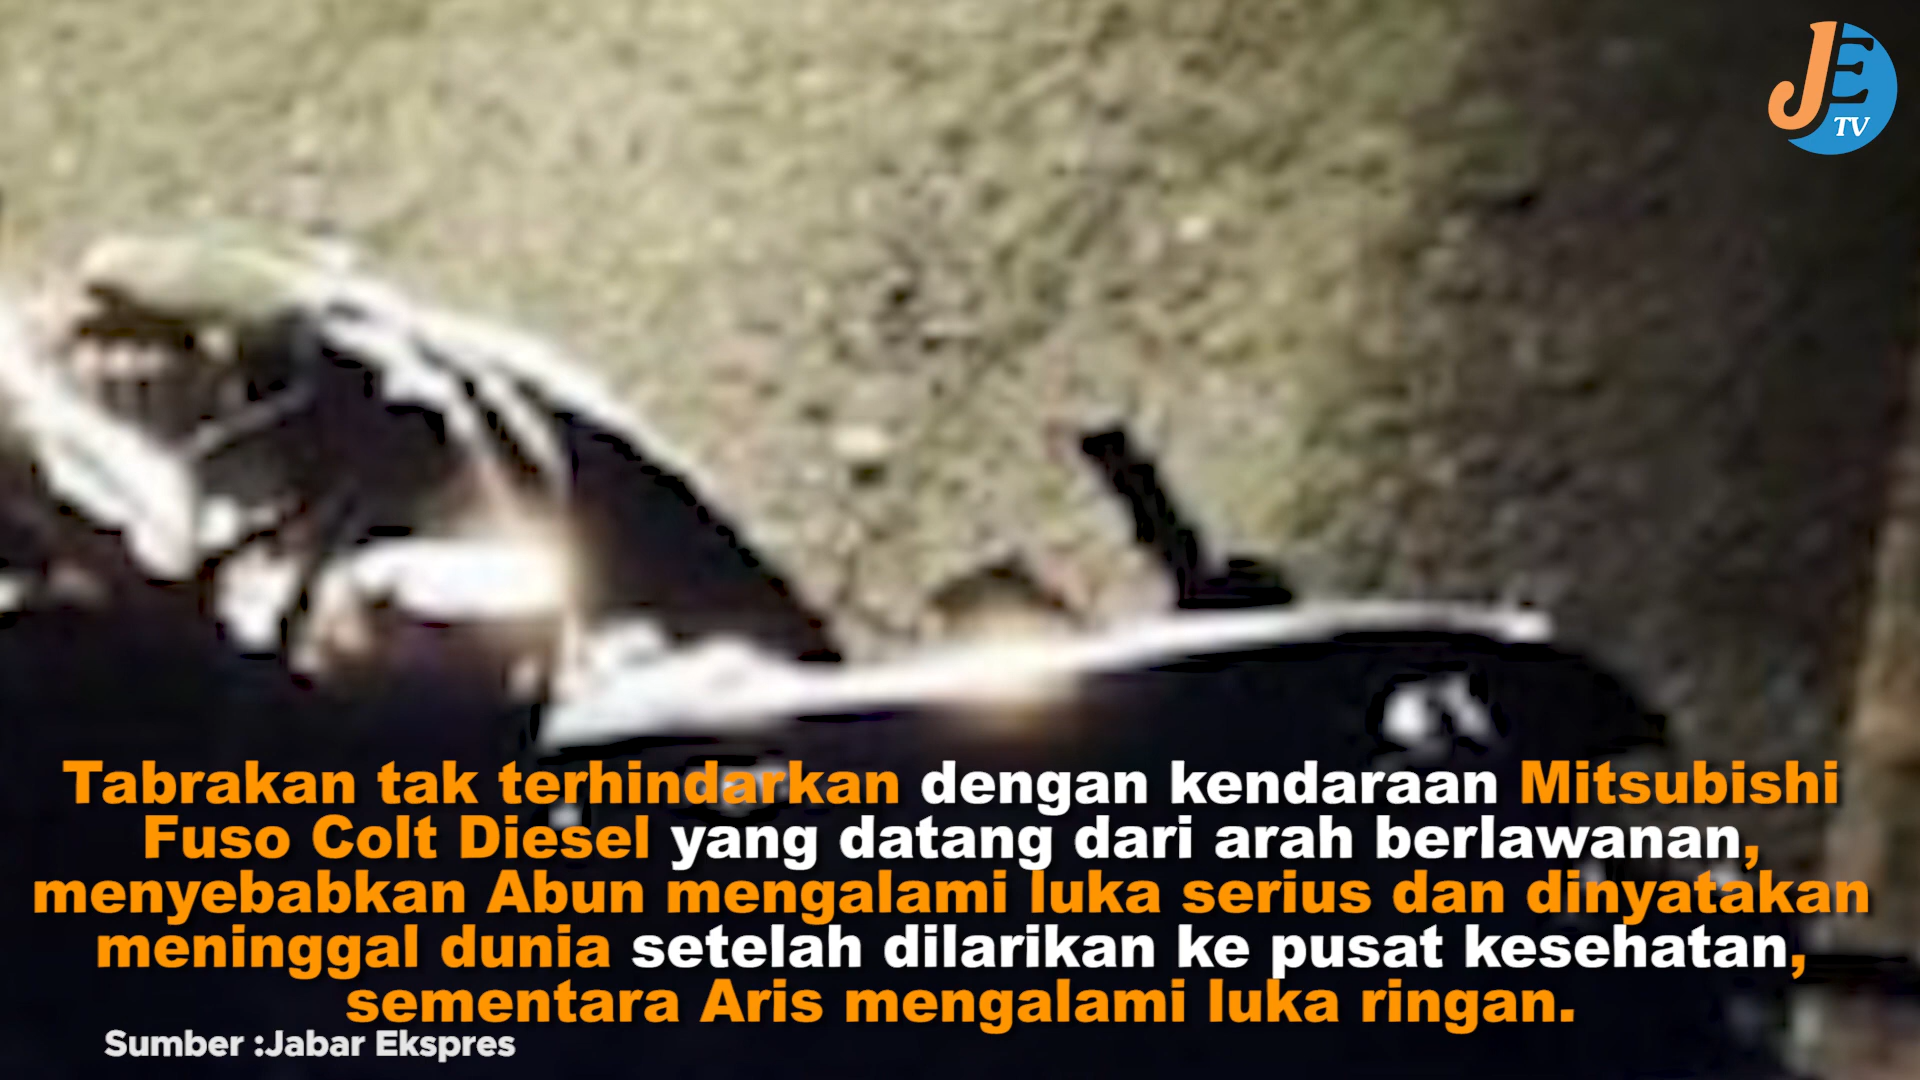 JE
TV
Tabrakan tak terhindarkan dengan kendaraan Mitsubishi
Fuso Colt Diesel yang datang dari arah berlawanan,
menyebabkan Abun mengalami luka serius dan dinyatakan
meninggal dunia setelah dilarikan ke pusat kesehatan,
sementara Aris mengalami luka ringan.
Sumber :Jabar Ekspres